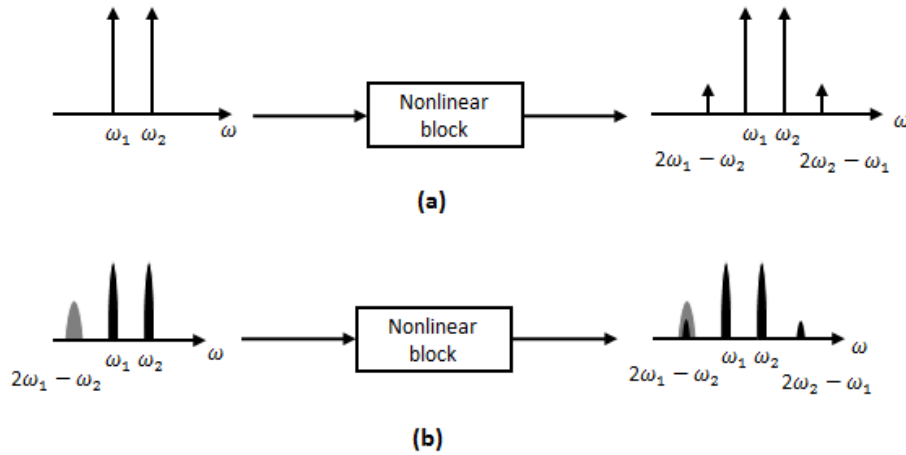 ω₁ ω₂
ω
Nonlinear
block
ω₁ ω₂
ω
2ω₁ − ω₂
2ω₂ − ω₁
(a)
ω₁ ω₂
ω
2ω₁ − ω₂
Nonlinear
block
ω₁ ω₂
ω
2ω₁ − ω₂
2ω₂ − ω₁
(b)